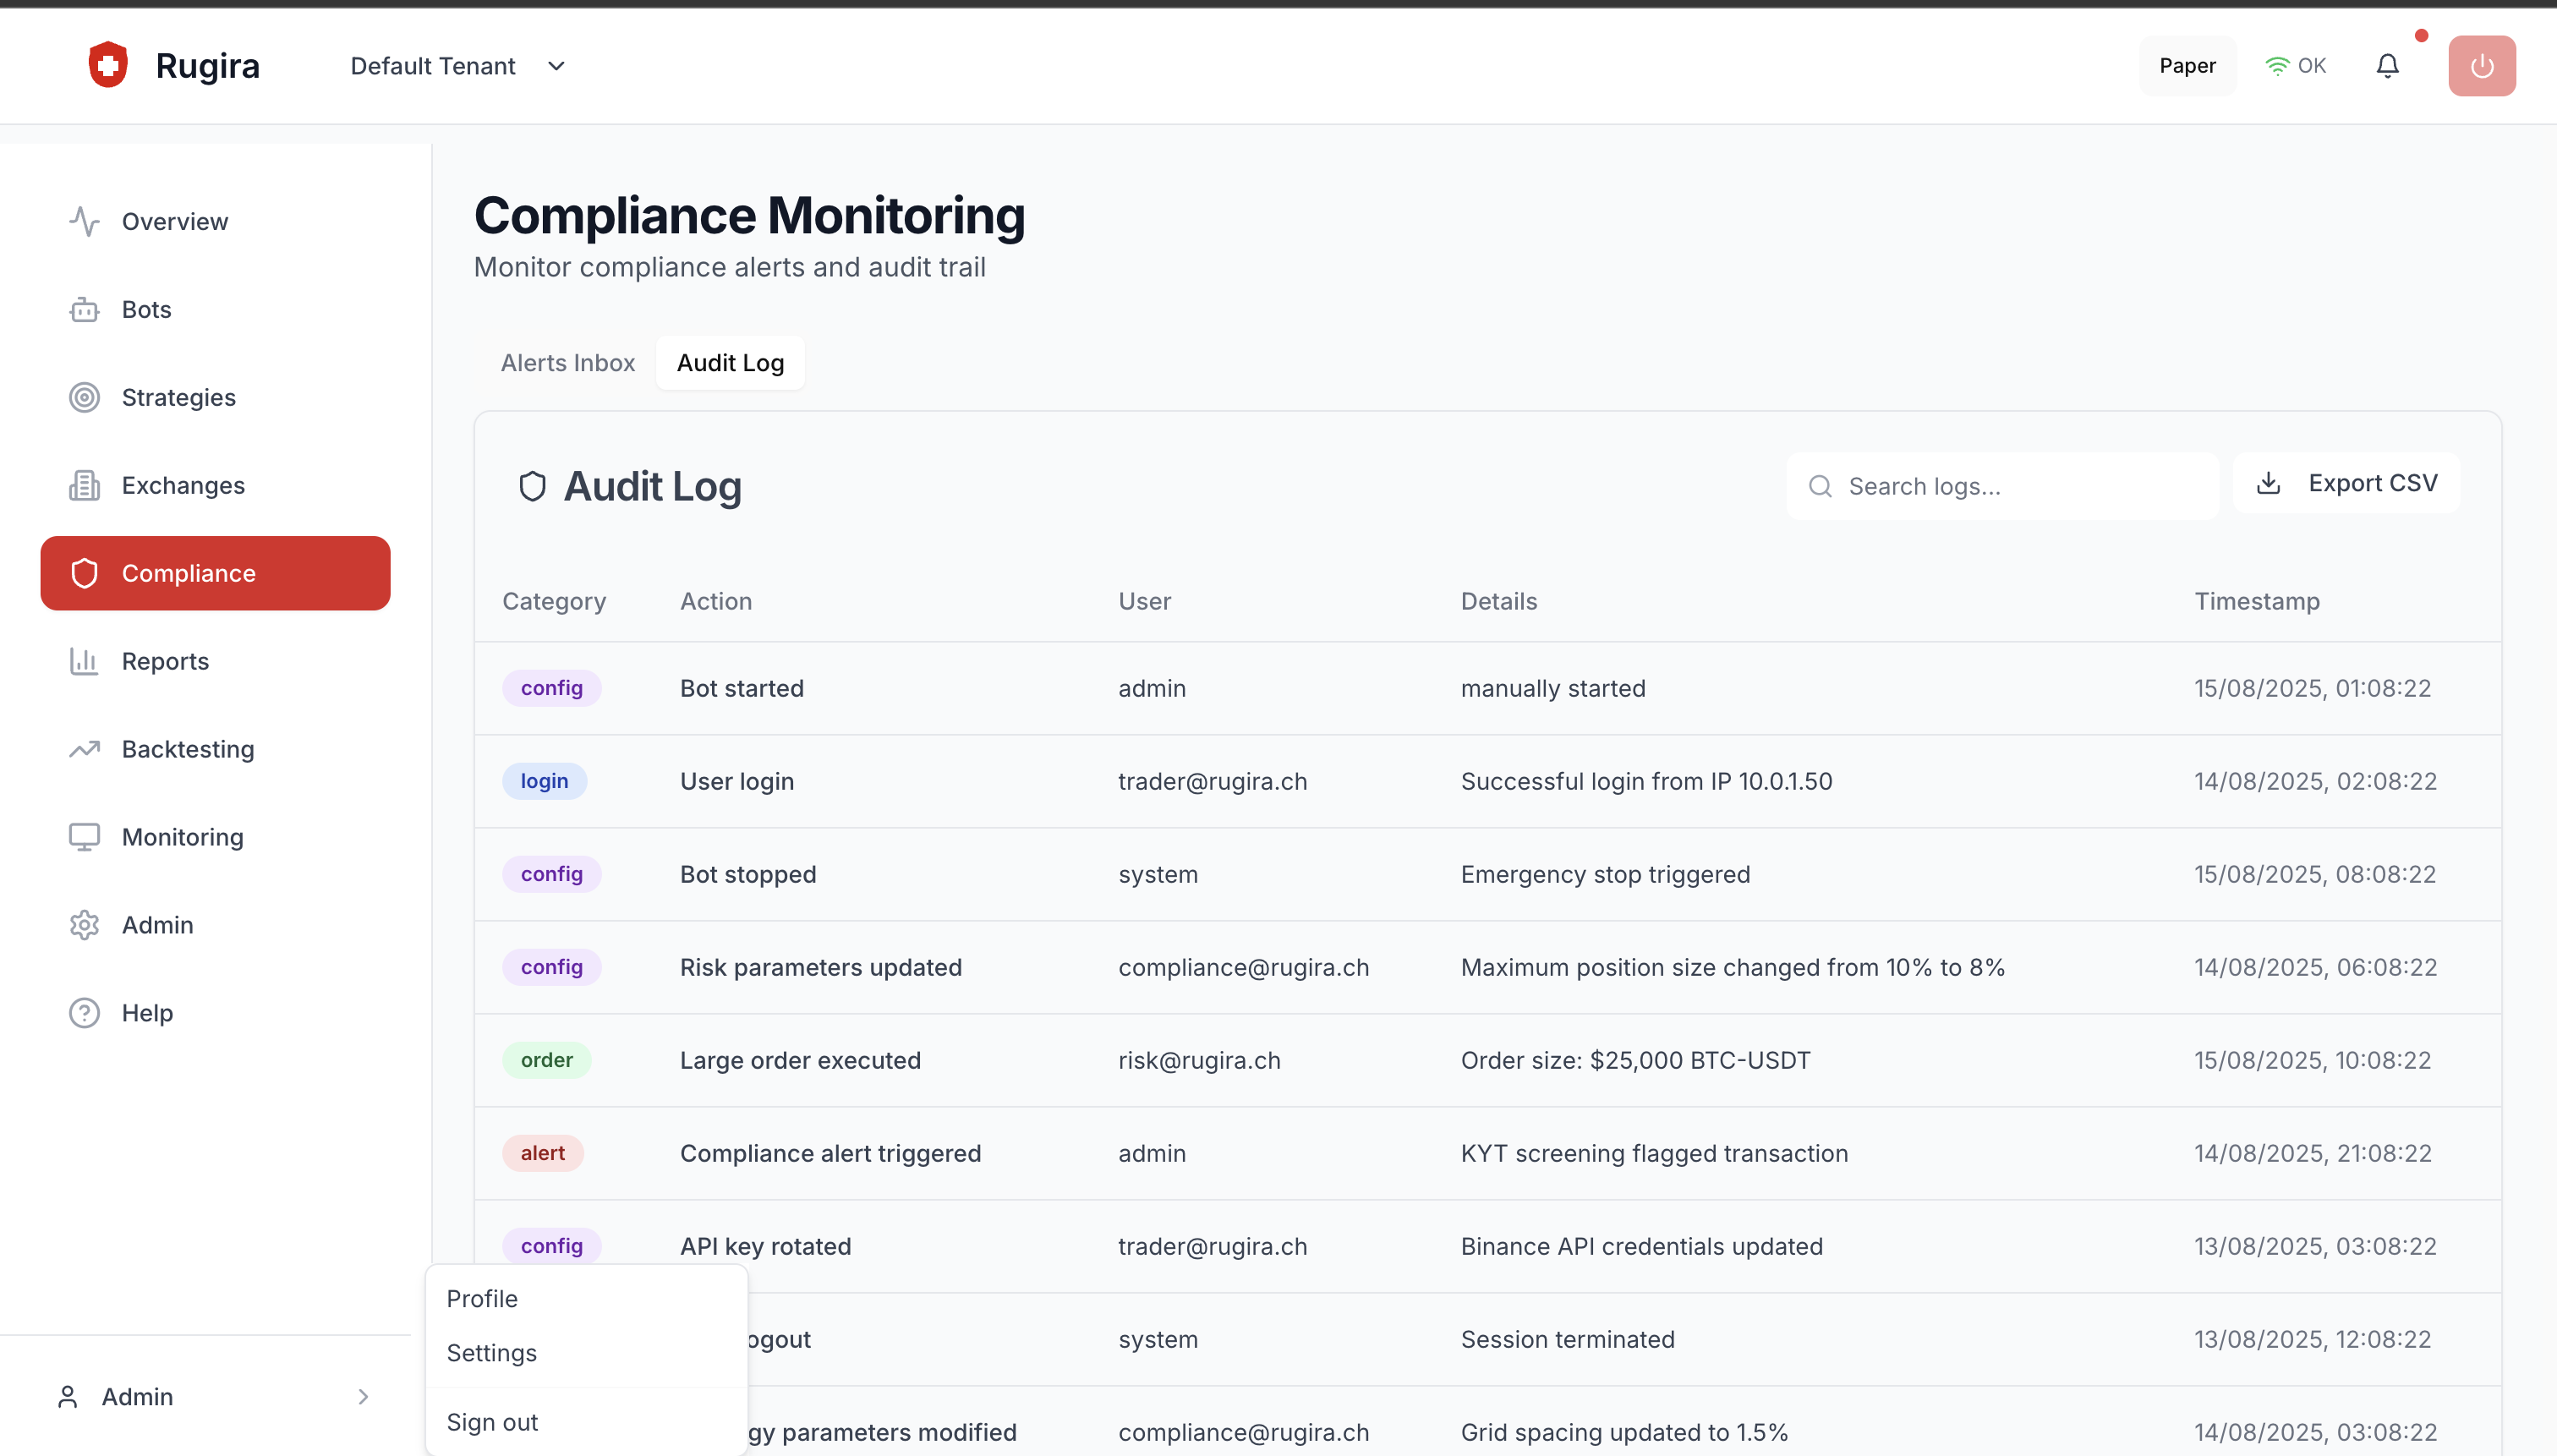 Rugira
Default Tenant
Paper
OK
Overview
Bots
Strategies
Exchanges
Compliance
Reports
Backtesting
Monitoring
Admin
Help
Admin
Compliance Monitoring
Monitor compliance alerts and audit trail
Alerts Inbox Audit Log
Audit Log
Search logs...
Export CSV
Category Action User Details Timestamp
config Bot started admin manually started 15/08/2025, 01:08:22
login User login trader@rugira.ch Successful login from IP 10.0.1.50 14/08/2025, 02:08:22
config Bot stopped system Emergency stop triggered 15/08/2025, 08:08:22
config Risk parameters updated compliance@rugira.ch Maximum position size changed from 10% to 8% 14/08/2025, 06:08:22
order Large order executed risk@rugira.ch Order size: $25,000 BTC-USDT 15/08/2025, 10:08:22
alert Compliance alert triggered admin KYT screening flagged transaction 14/08/2025, 21:08:22
config API key rotated trader@rugira.ch Binance API credentials updated 13/08/2025, 03:08:22
ogout system Session terminated 13/08/2025, 12:08:22
gy parameters modified compliance@rugira.ch Grid spacing updated to 1.5% 14/08/2025, 03:08:22
Profile
Settings
Sign out